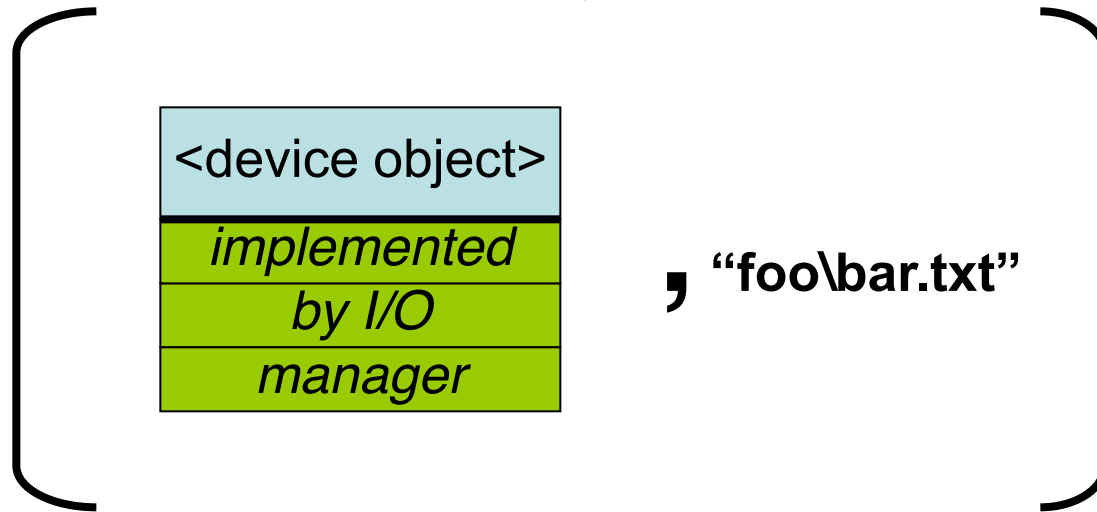 <device object>
implemented
by I/O
manager
, “foo\bar.txt”